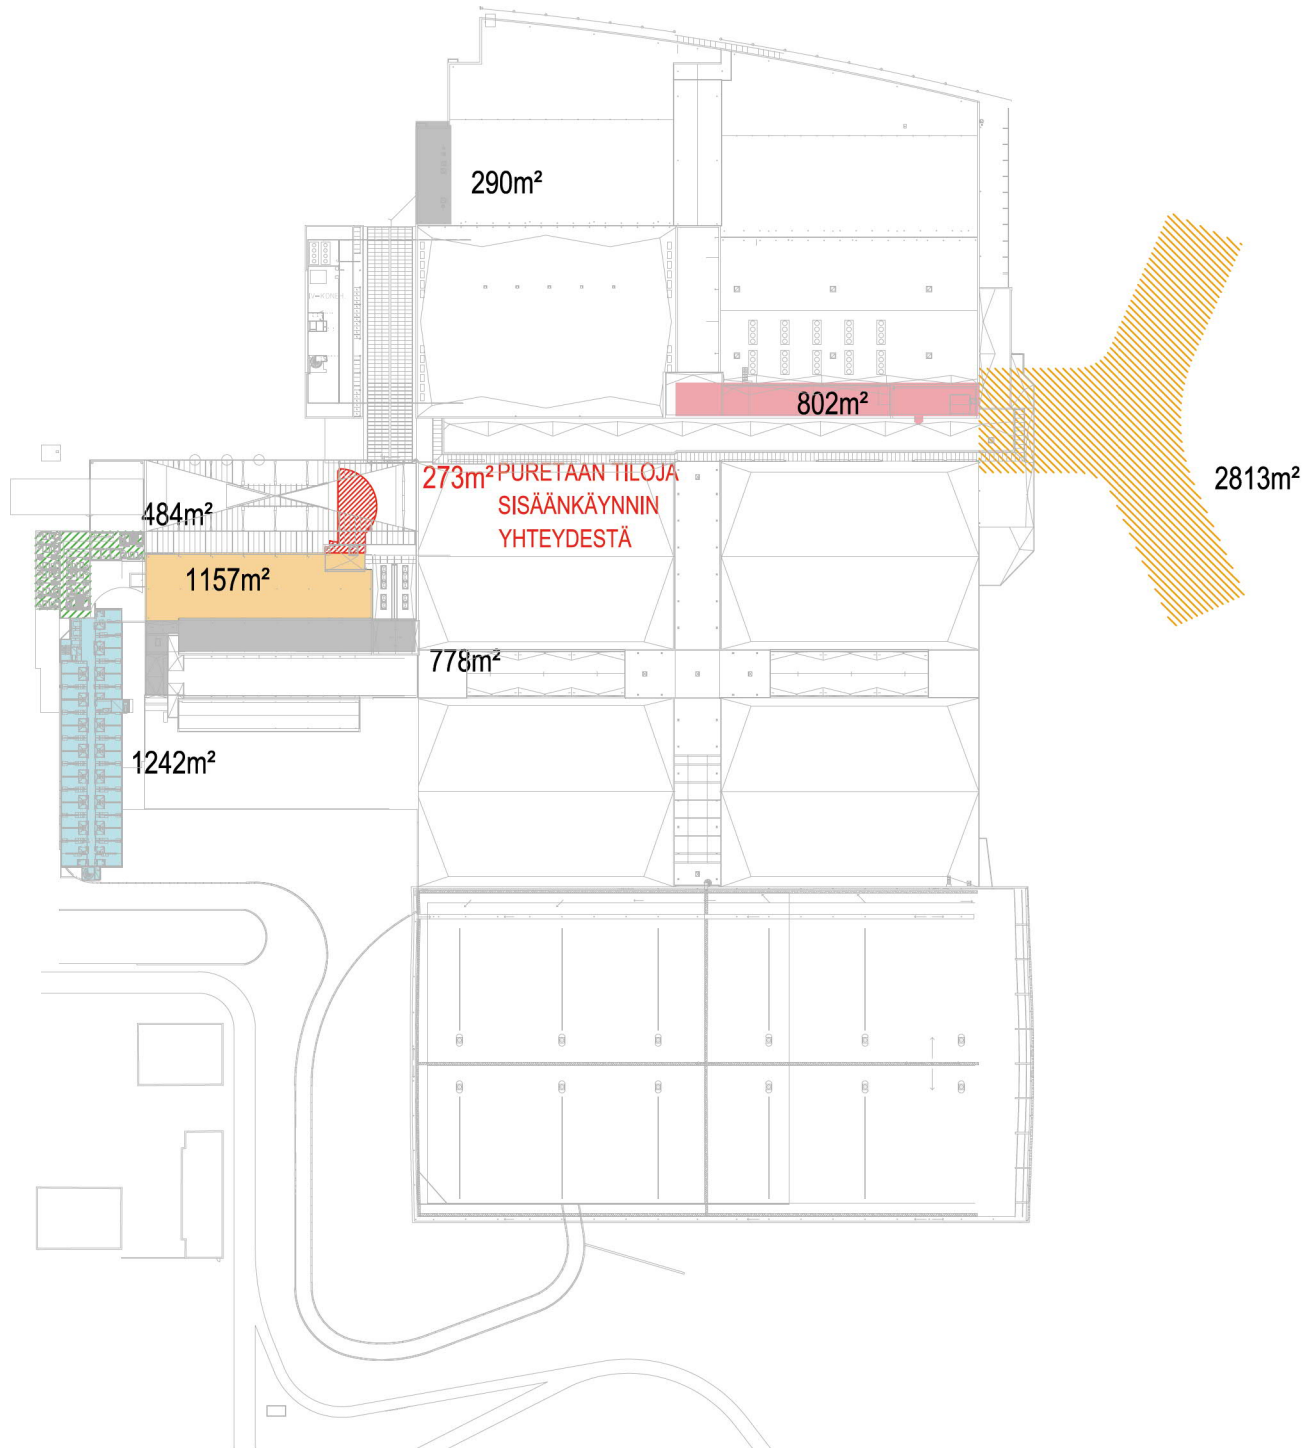 290m²
802m²
273m² PURETAAN TILOJA
SISÄÄNKÄYNNIN
YHTEYDESTÄ
2813m²
484m²
1157m²
778m²
1242m²